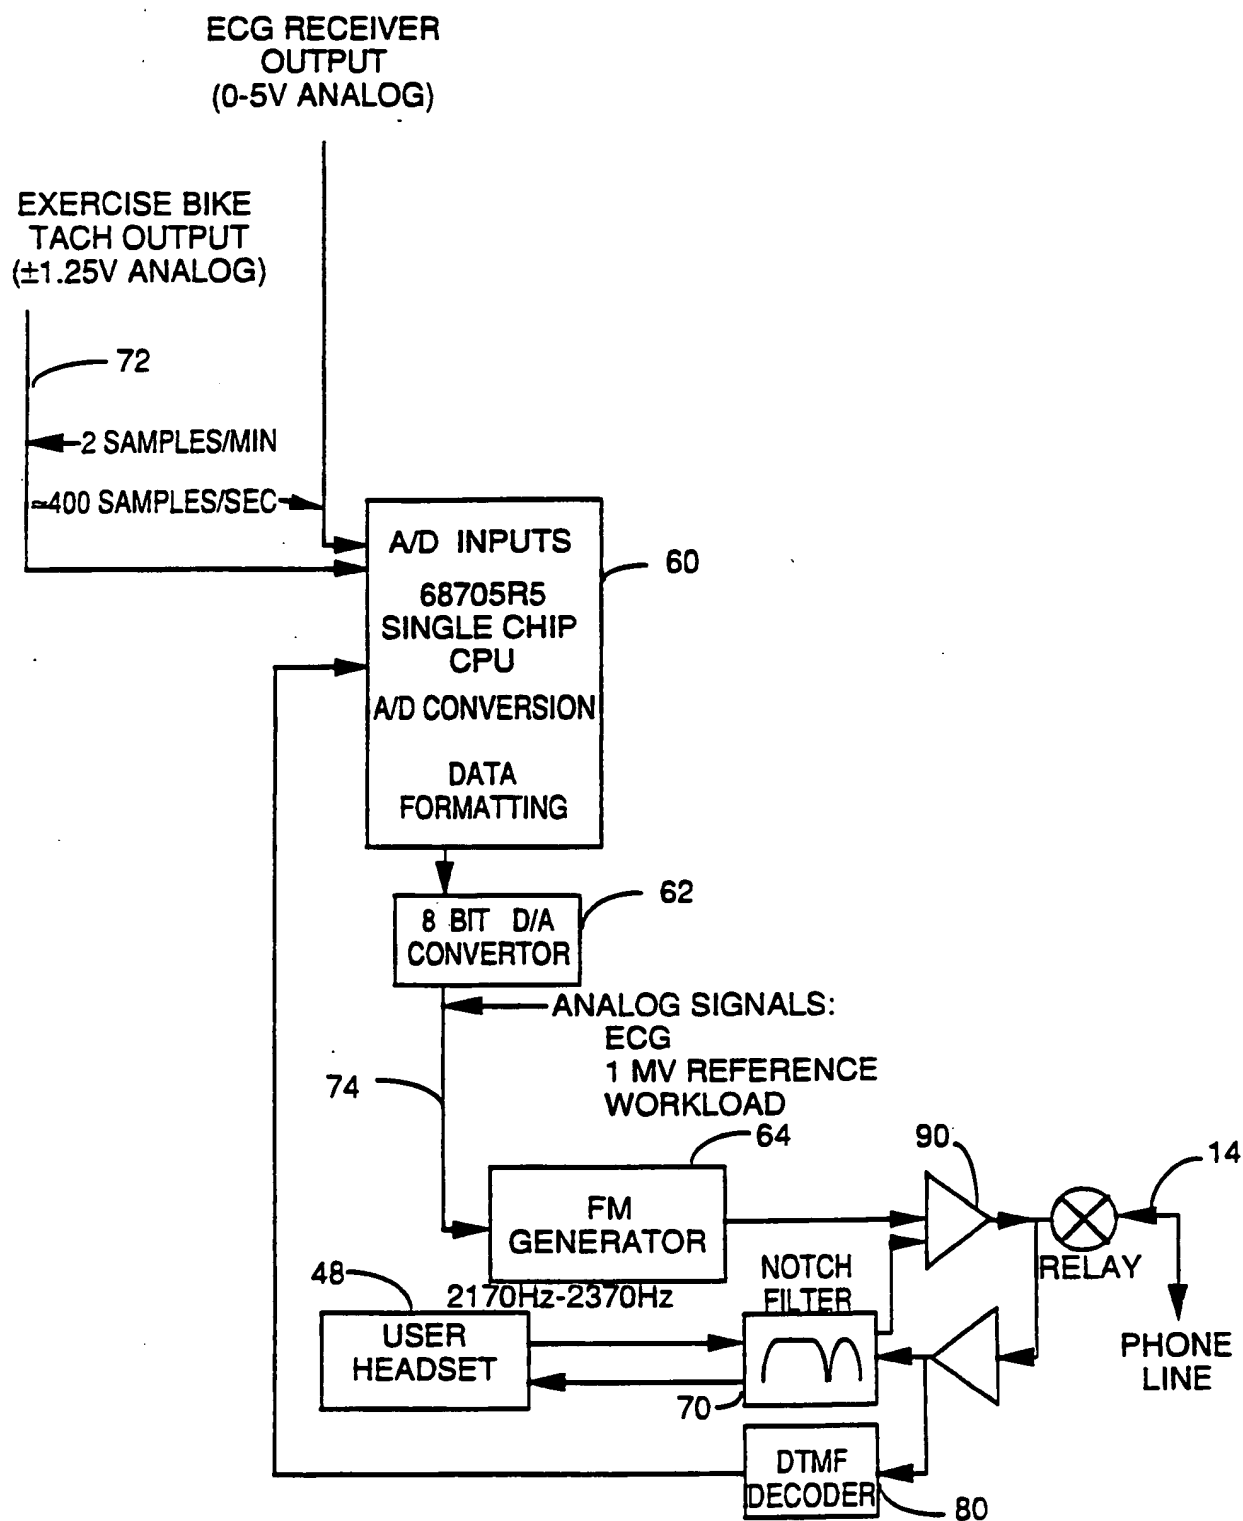 ECG RECEIVER
OUTPUT
(0-5V ANALOG)
EXERCISE BIKE
TACH OUTPUT
(±1.25V ANALOG)
72
2 SAMPLES/MIN
≃400 SAMPLES/SEC
A/D INPUTS
60
68705R5
SINGLE CHIP
CPU
A/D CONVERSION
DATA
FORMATTING
62
8 BIT D/A
CONVERTOR
ANALOG SIGNALS:
ECG
1 MV REFERENCE
WORKLOAD
74
64
90
14
FM
GENERATOR
RELAY
NOTCH
FILTER
48
2170Hz-2370Hz
USER
HEADSET
PHONE
LINE
70
DTMF
DECODER
80